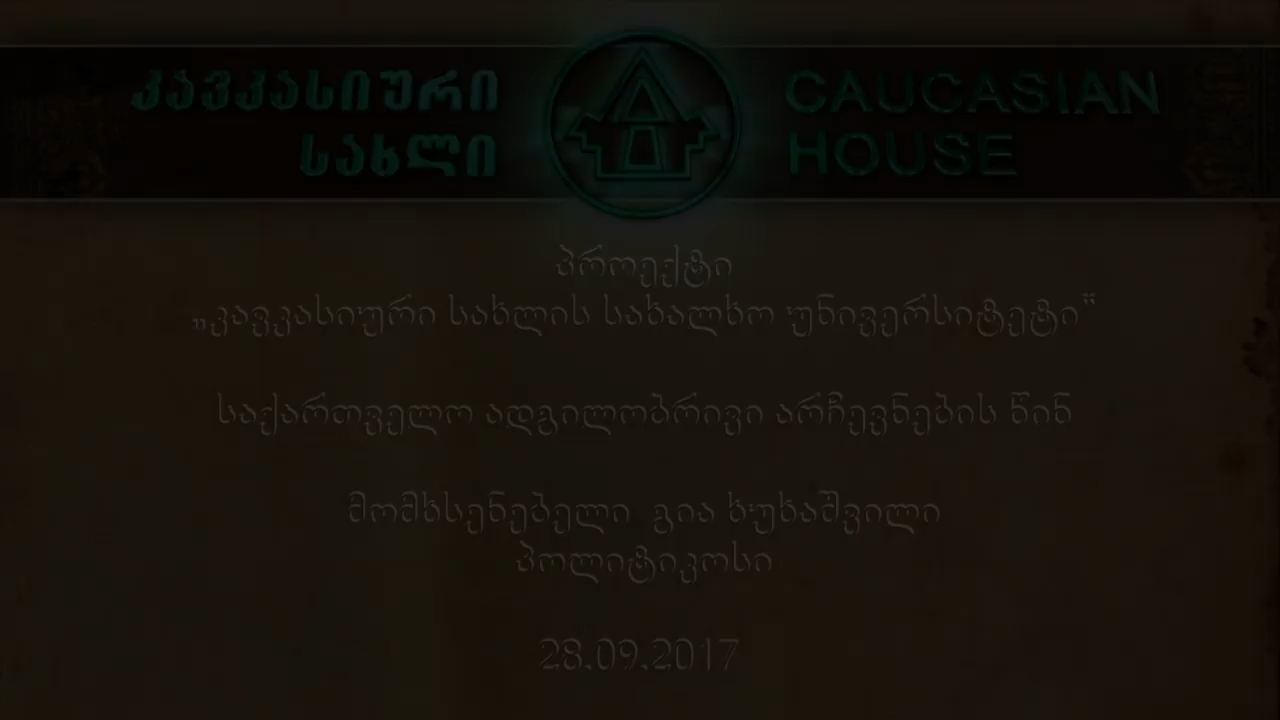 კავკასიური
სახლი
CAUCASIAN
HOUSE
პროექტი
„კავკასიური სახლის სახალხო უნივერსიტეტი“
საქართველო ადგილობრივი არჩევნების წინ
მომხსენებელი გია ხუხაშვილი
პოლიტიკოსი
28.09.2017